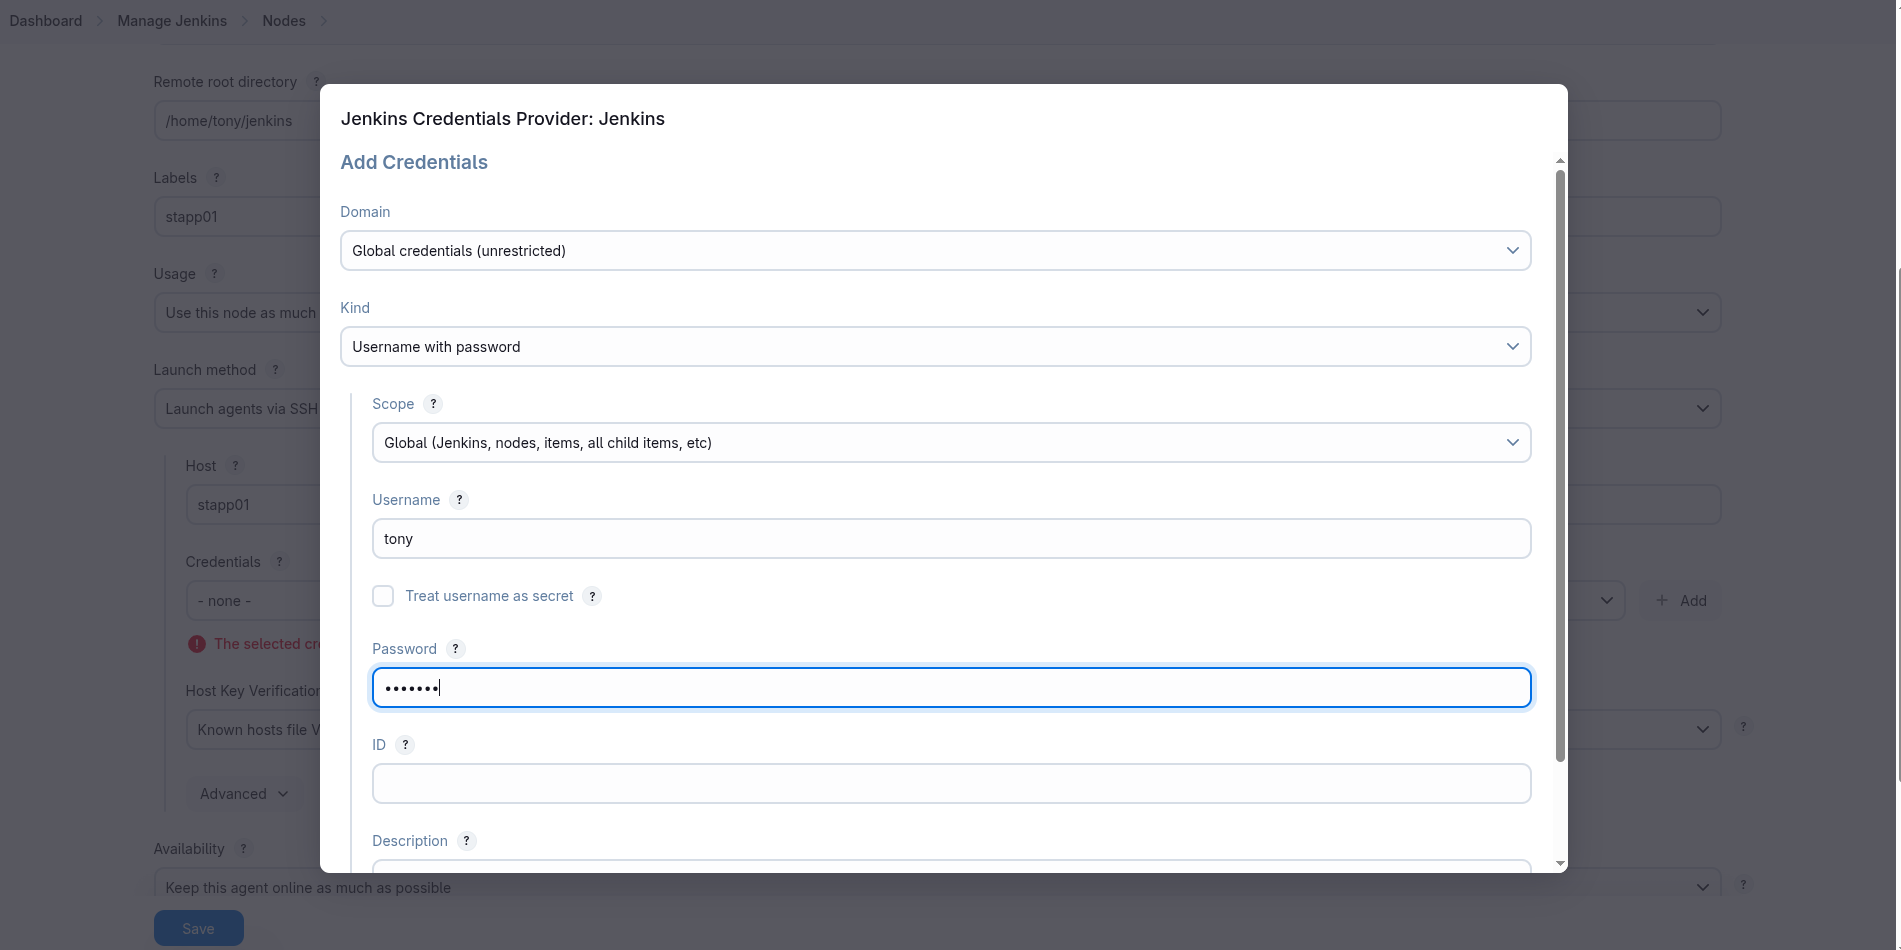 Dashboard > Manage Jenkins > Nodes >
Remote root directory ?
/home/tony/jenkins
Labels ?
stapp01
Usage ?
Use this node as much
Launch method ?
Launch agents via SSH
Host ?
stapp01
Credentials ?
- none -
+ Add
! The selected cr
Host Key Verification
Known hosts file V
?
Advanced
Availability ?
Keep this agent online as much as possible
?
Save
Jenkins Credentials Provider: Jenkins
Add Credentials
Domain
Global credentials (unrestricted)
Kind
Username with password
Scope ?
Global (Jenkins, nodes, items, all child items, etc)
Username ?
tony
Treat username as secret ?
Password ?
•••••••
ID ?
Description ?